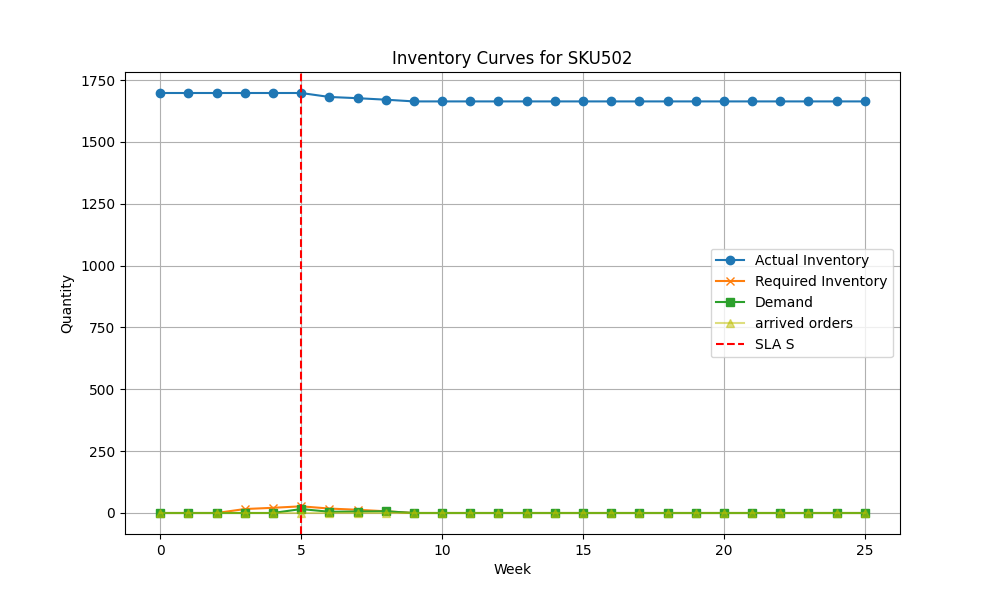 Inventory Curves for SKU502
1750
1500
1250
1000
750
500
250
0
Quantity
Actual Inventory
Required Inventory
Demand
arrived orders
SLA S
0 5 10 15 20 25
Week